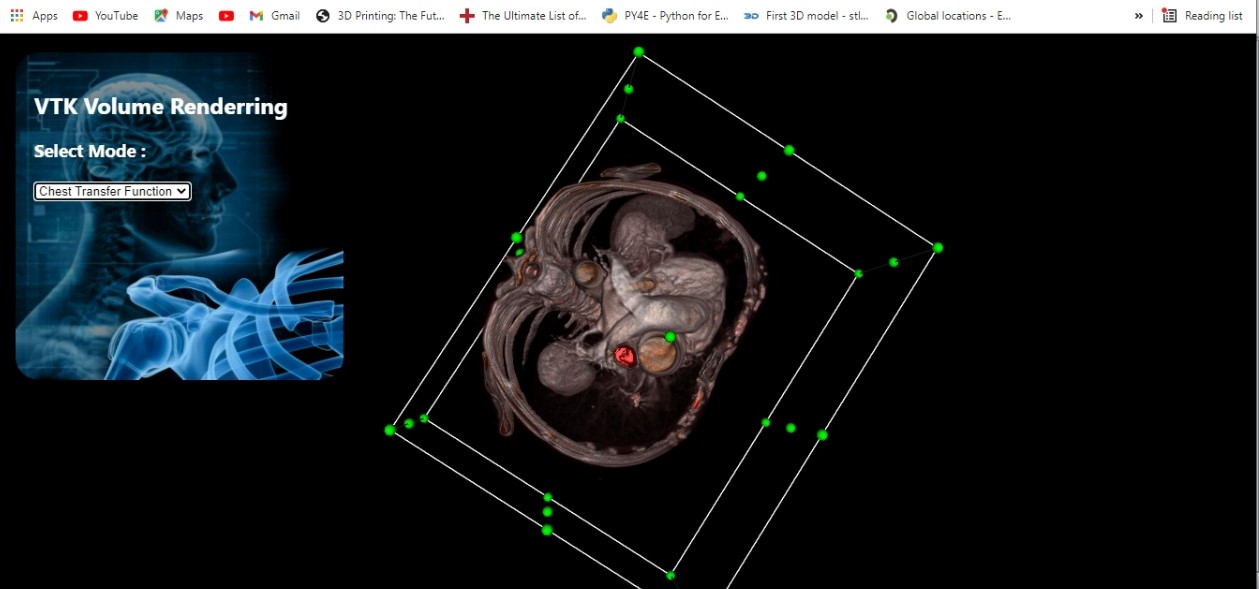 Apps YouTube Maps Gmail 3D Printing: The Fut... The Ultimate List of... PY4E - Python for E... 3D First 3D model - stl... Global locations - E... » Reading list
VTK Volume Renderring
Select Mode :
Chest Transfer Function